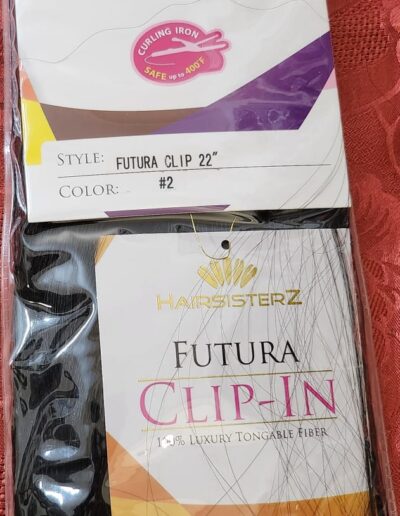 CURLING IRON
SAFE up to 400°F
STYLE: FUTURA CLIP 22"
COLOR: #2
HAIRSISTERZ
FUTURA
CLIP-IN
100% LUXURY TONGABLE FIBER